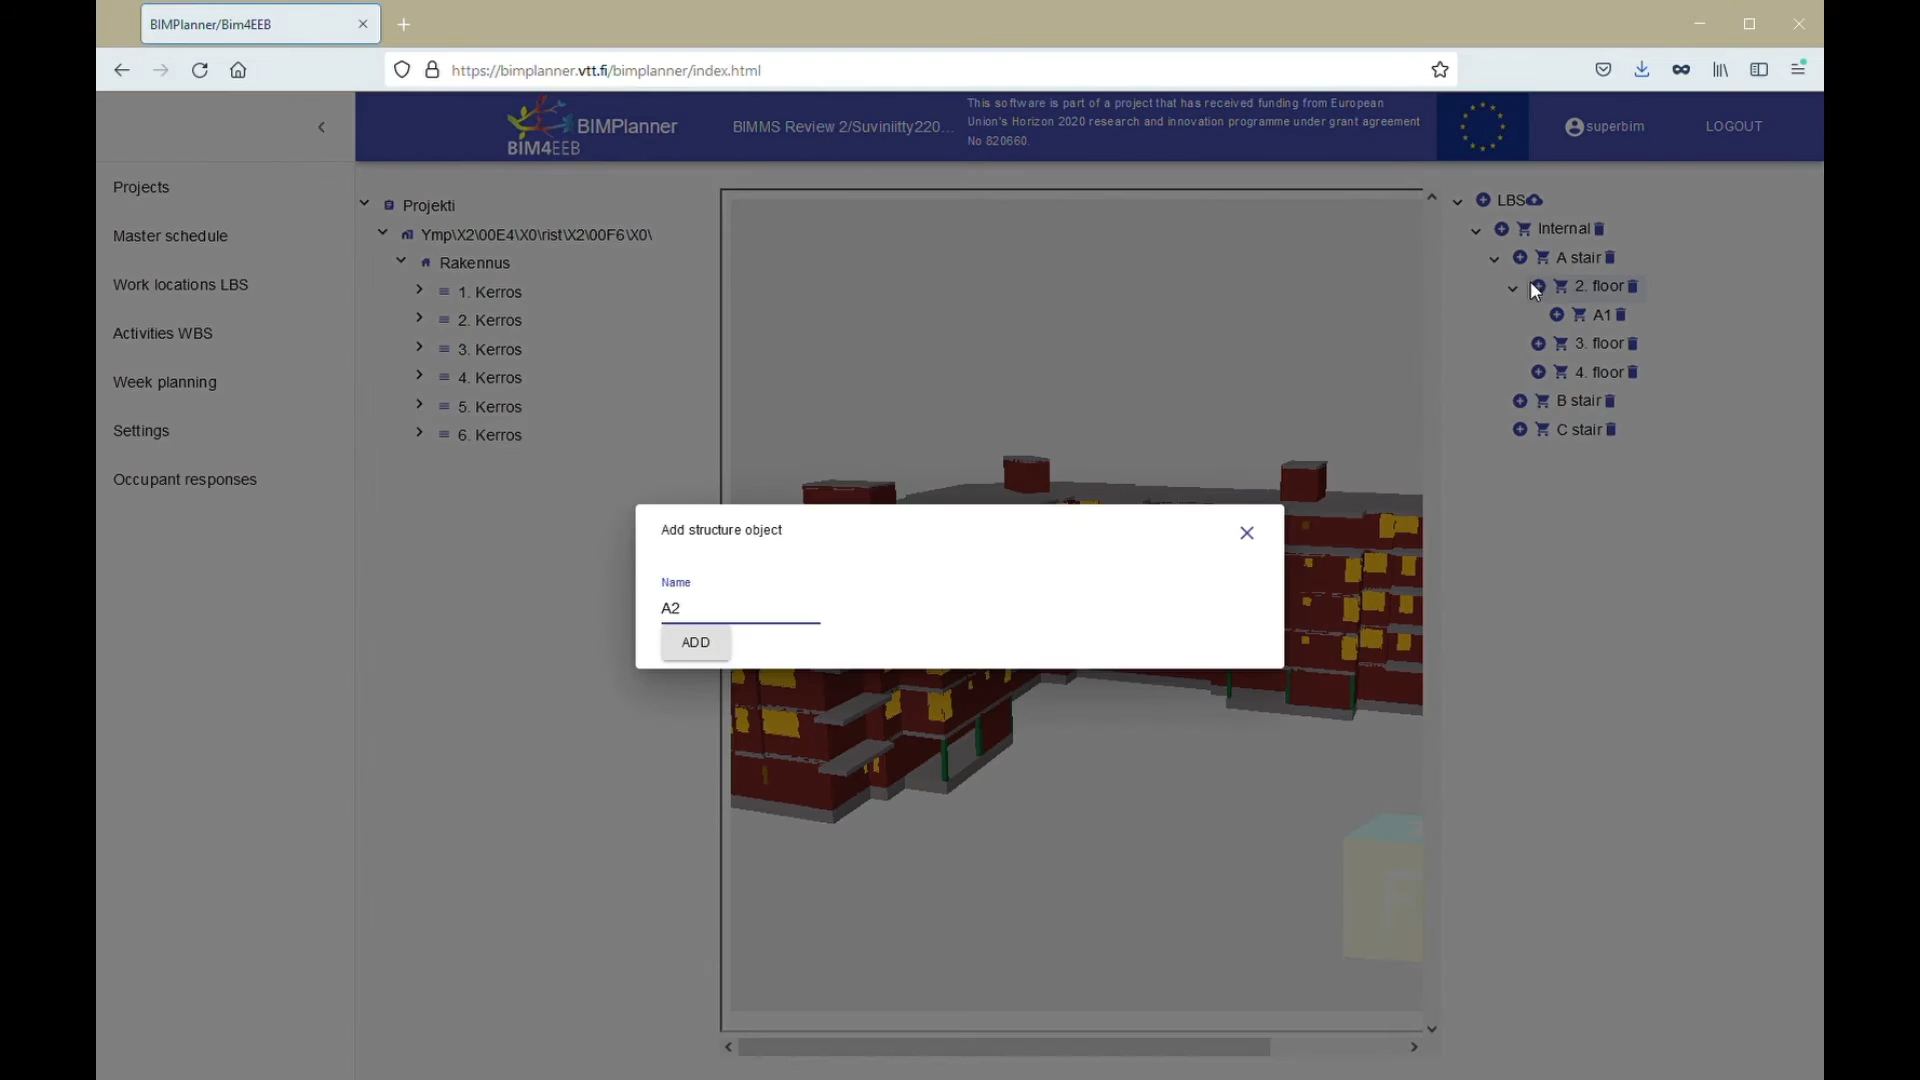 BIMPlanner/Bim4EEB
https://bimplanner.vtt.fi/bimplanner/index.html
BIMPlanner
BIM4EEB
BIMMS Review 2/Suviniitty220...
This software is part of a project that has received funding from European
Union's Horizon 2020 research and innovation programme under grant agreement
No 820660.
superbim
LOGOUT
Projects
Master schedule
Work locations LBS
Activities WBS
Week planning
Settings
Occupant responses
Projekti
Ymp\X2\00E4\X0\rist\X2\00F6\X0\
Rakennus
1. Kerros
2. Kerros
3. Kerros
4. Kerros
5. Kerros
6. Kerros
LBS
Internal
A stair
2. floor
A1
3. floor
4. floor
B stair
C stair
Add structure object
Name
A2
ADD
F